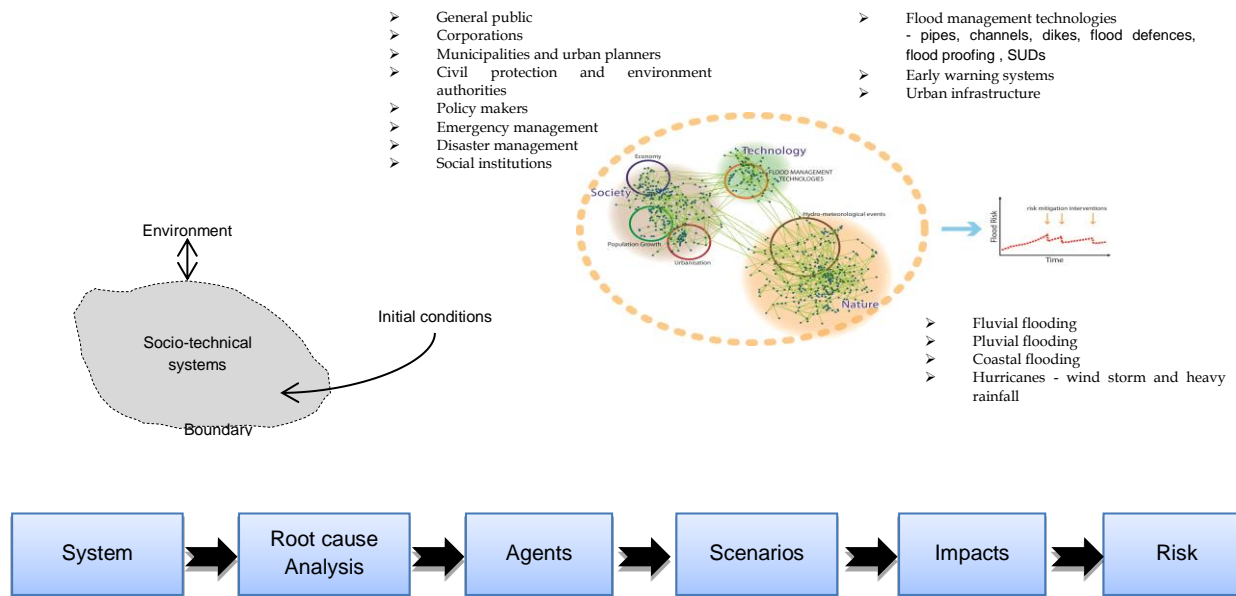 ➢ General public
➢ Corporations
➢ Municipalities and urban planners
➢ Civil protection and environment
authorities
➢ Policy makers
➢ Emergency management
➢ Disaster management
➢ Social institutions
➢ Flood management technologies
- pipes, channels, dikes, flood defences,
flood proofing , SUDs
➢ Early warning systems
➢ Urban infrastructure
Technology
Economy
FLOOD MANAGEMENT
TECHNOLOGIES
Society
Hydro-meteorological events
Population Growth
Urbanisation
Nature
risk mitigation interventions
Flood Risk
Time
Environment
Socio-technical
systems
Initial conditions
Boundary
➢ Fluvial flooding
➢ Pluvial flooding
➢ Coastal flooding
➢ Hurricanes - wind storm and heavy
rainfall
System
Root cause
Analysis
Agents
Scenarios
Impacts
Risk